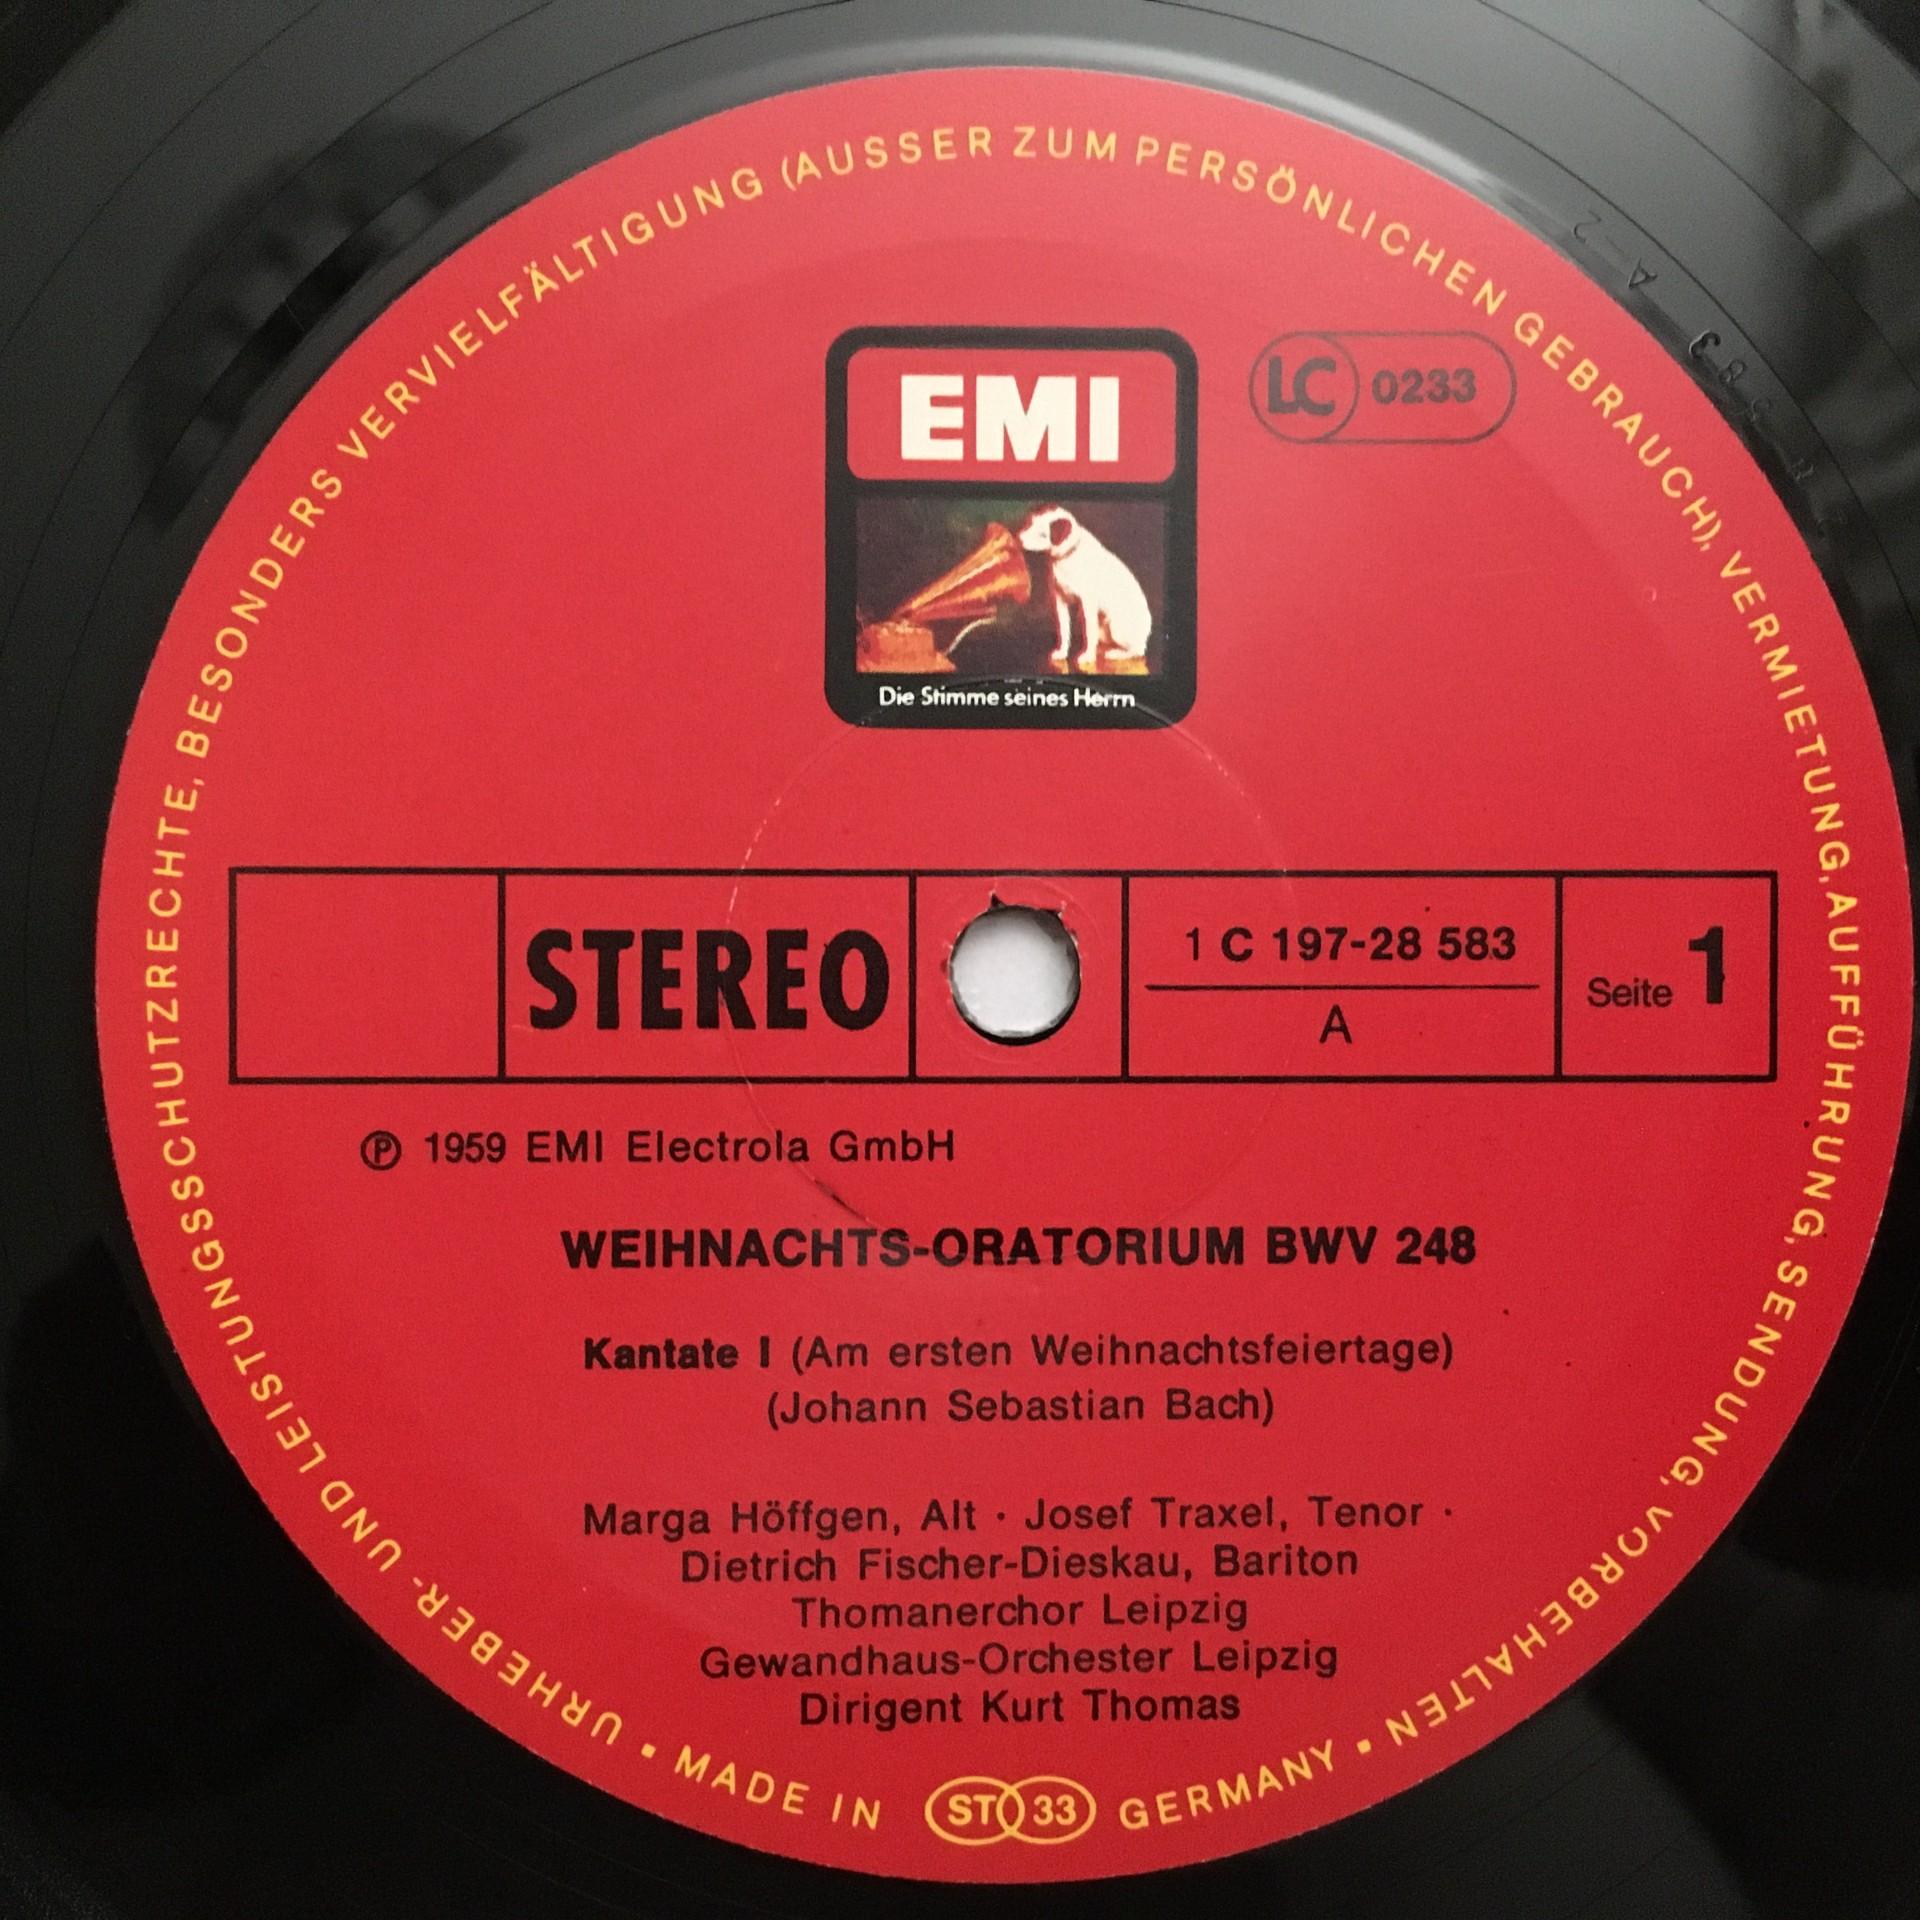 URHEBER- UND LEISTUNGSSCHUTZRECHTE, BESONDERS VERVIELFÄLTIGUNG (AUSSER ZUM PERSÖNLICHEN GEBRAUCH), VERMIETUNG, AUFFÜHRUNG, SENDUNG, VORBEHALTEN ▪
EMI
LC 0233
Die Stimme seines Herrn
STEREO
1 C 197-28 583
A
Seite 1
℗ 1959 EMI Electrola GmbH
WEIHNACHTS-ORATORIUM BWV 248
Kantate I (Am ersten Weihnachtsfeiertage)
(Johann Sebastian Bach)
Marga Höffgen, Alt · Josef Traxel, Tenor ·
Dietrich Fischer-Dieskau, Bariton
Thomanerchor Leipzig
Gewandhaus-Orchester Leipzig
Dirigent Kurt Thomas
▪ MADE IN ST 33 GERMANY